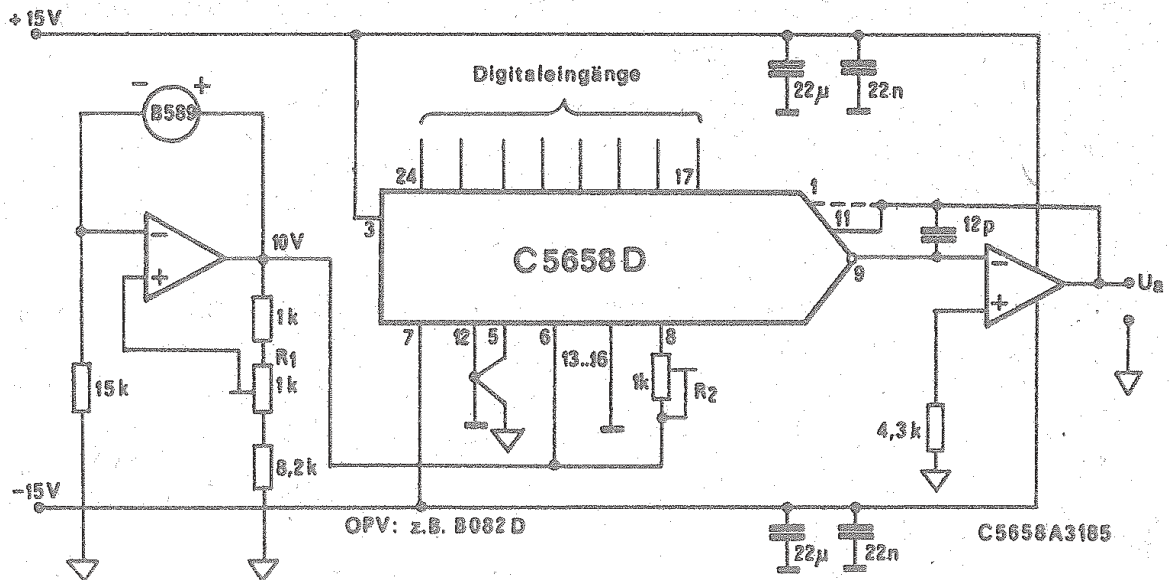 +15V
Digitaleingänge
22µ
22n
- +
B589
24
17
1
3
11
12p
10V
C5658D
9
-
+
-
+
Ua
1k
7
12
5
6
13..16
8
R1
1k
15k
1k
R2
4,3k
8,2k
-15V
OPV: z.B. B082D
22µ
22n
C5658A3185